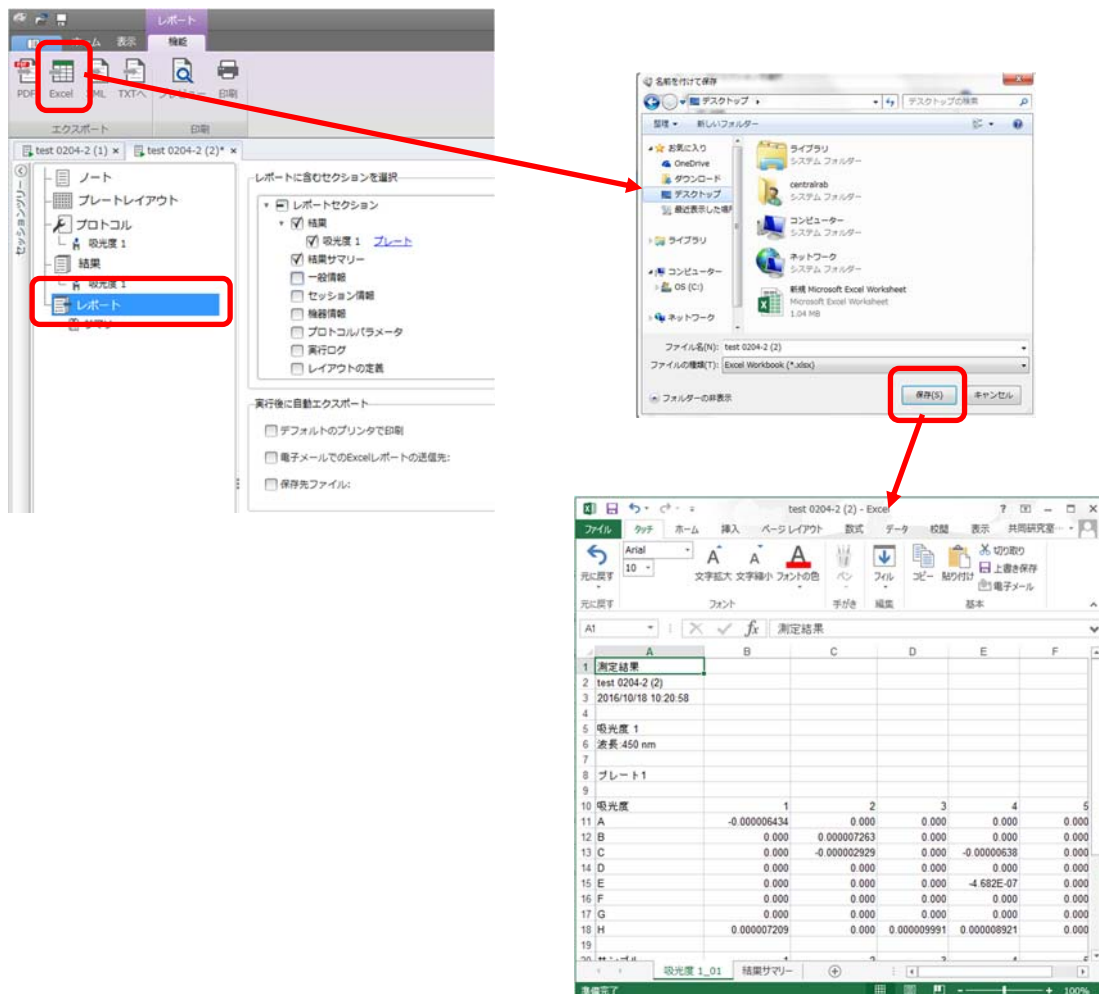 レポート
ホーム 表示 機能
PDF Excel XML TXTへ プレビュー 印刷
エクスポート 印刷
test 0204-2 (1) × test 0204-2 (2)* ×
セッションツリー
ノート
プレートレイアウト
プロトコル
吸光度 1
結果
吸光度 1
レポート
レポートに含むセクションを選択
レポートセクション
結果
吸光度 1 プレート
結果サマリー
一般情報
セッション情報
機器情報
プロトコルパラメータ
実行ログ
レイアウトの定義
実行後に自動エクスポート
デフォルトのプリンタで印刷
電子メールでのExcelレポートの送信先:
保存先ファイル:
名前を付けて保存
デスクトップ
デスクトップの検索
整理 新しいフォルダー
お気に入り
OneDrive
ダウンロード
デスクトップ
最近表示した場所
ライブラリ
コンピューター
OS (C:)
ネットワーク
ライブラリ
システム フォルダー
centralrab
システム フォルダー
コンピューター
システム フォルダー
ネットワーク
システム フォルダー
新規 Microsoft Excel Worksheet
Microsoft Excel Worksheet
1.04 MB
ファイル名(N): test 0204-2 (2)
ファイルの種類(T): Excel Workbook (*.xlsx)
フォルダーの非表示 保存(S) キャンセル
test 0204-2 (2) - Excel
ファイル タッチ ホーム 挿入 ページ レイアウト 数式 データ 校閲 表示 共同研究室…
元に戻す Arial 10 文字拡大 文字縮小 フォントの色 ペン フィル コピー 貼り付け 切り取り
上書き保存
電子メール
元に戻す フォント 手がき 編集 基本
A1 fx 測定結果
A B C D E F
1 測定結果
2 test 0204-2 (2)
3 2016/10/18 10:20:58
4
5 吸光度 1
6 波長:450 nm
7
8 プレート1
9
10 吸光度 1 2 3 4 5
11 A -0.000006434 0.000 0.000 0.000 0.000
12 B 0.000 0.000007263 0.000 0.000 0.000
13 C 0.000 -0.000002929 0.000 -0.00000638 0.000
14 D 0.000 0.000 0.000 0.000 0.000
15 E 0.000 0.000 0.000 -4.682E-07 0.000
16 F 0.000 0.000 0.000 0.000 0.000
17 G 0.000 0.000 0.000 0.000 0.000
18 H 0.000007209 0.000 0.000009991 0.000008921 0.000
19
吸光度 1_01 結果サマリー
準備完了 100%